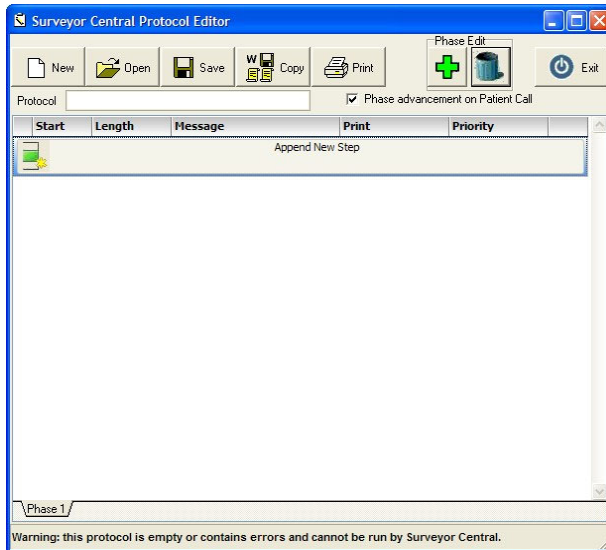 Surveyor Central Protocol Editor
Phase Edit
New Open Save W Copy Print Exit
Protocol Phase advancement on Patient Call
Start Length Message Print Priority
Append New Step
Phase 1
Warning: this protocol is empty or contains errors and cannot be run by Surveyor Central.